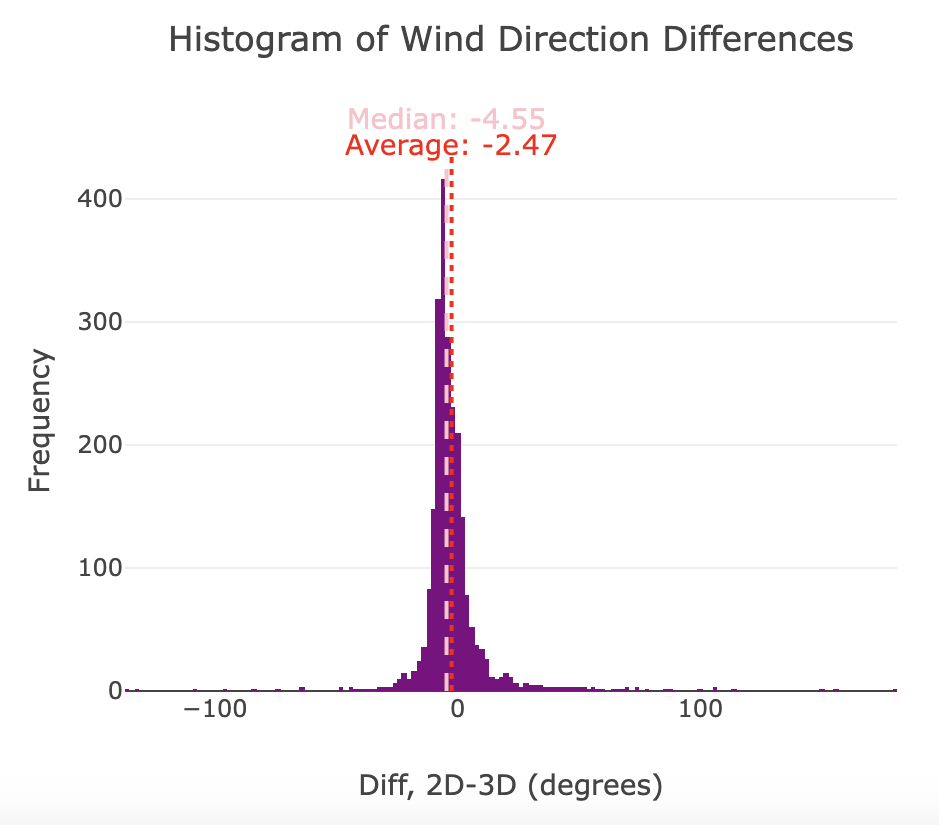 Histogram of Wind Direction Differences
Median: -4.55
Average: -2.47
400
300
200
100
0
Frequency
−100
0
100
Diff, 2D-3D (degrees)